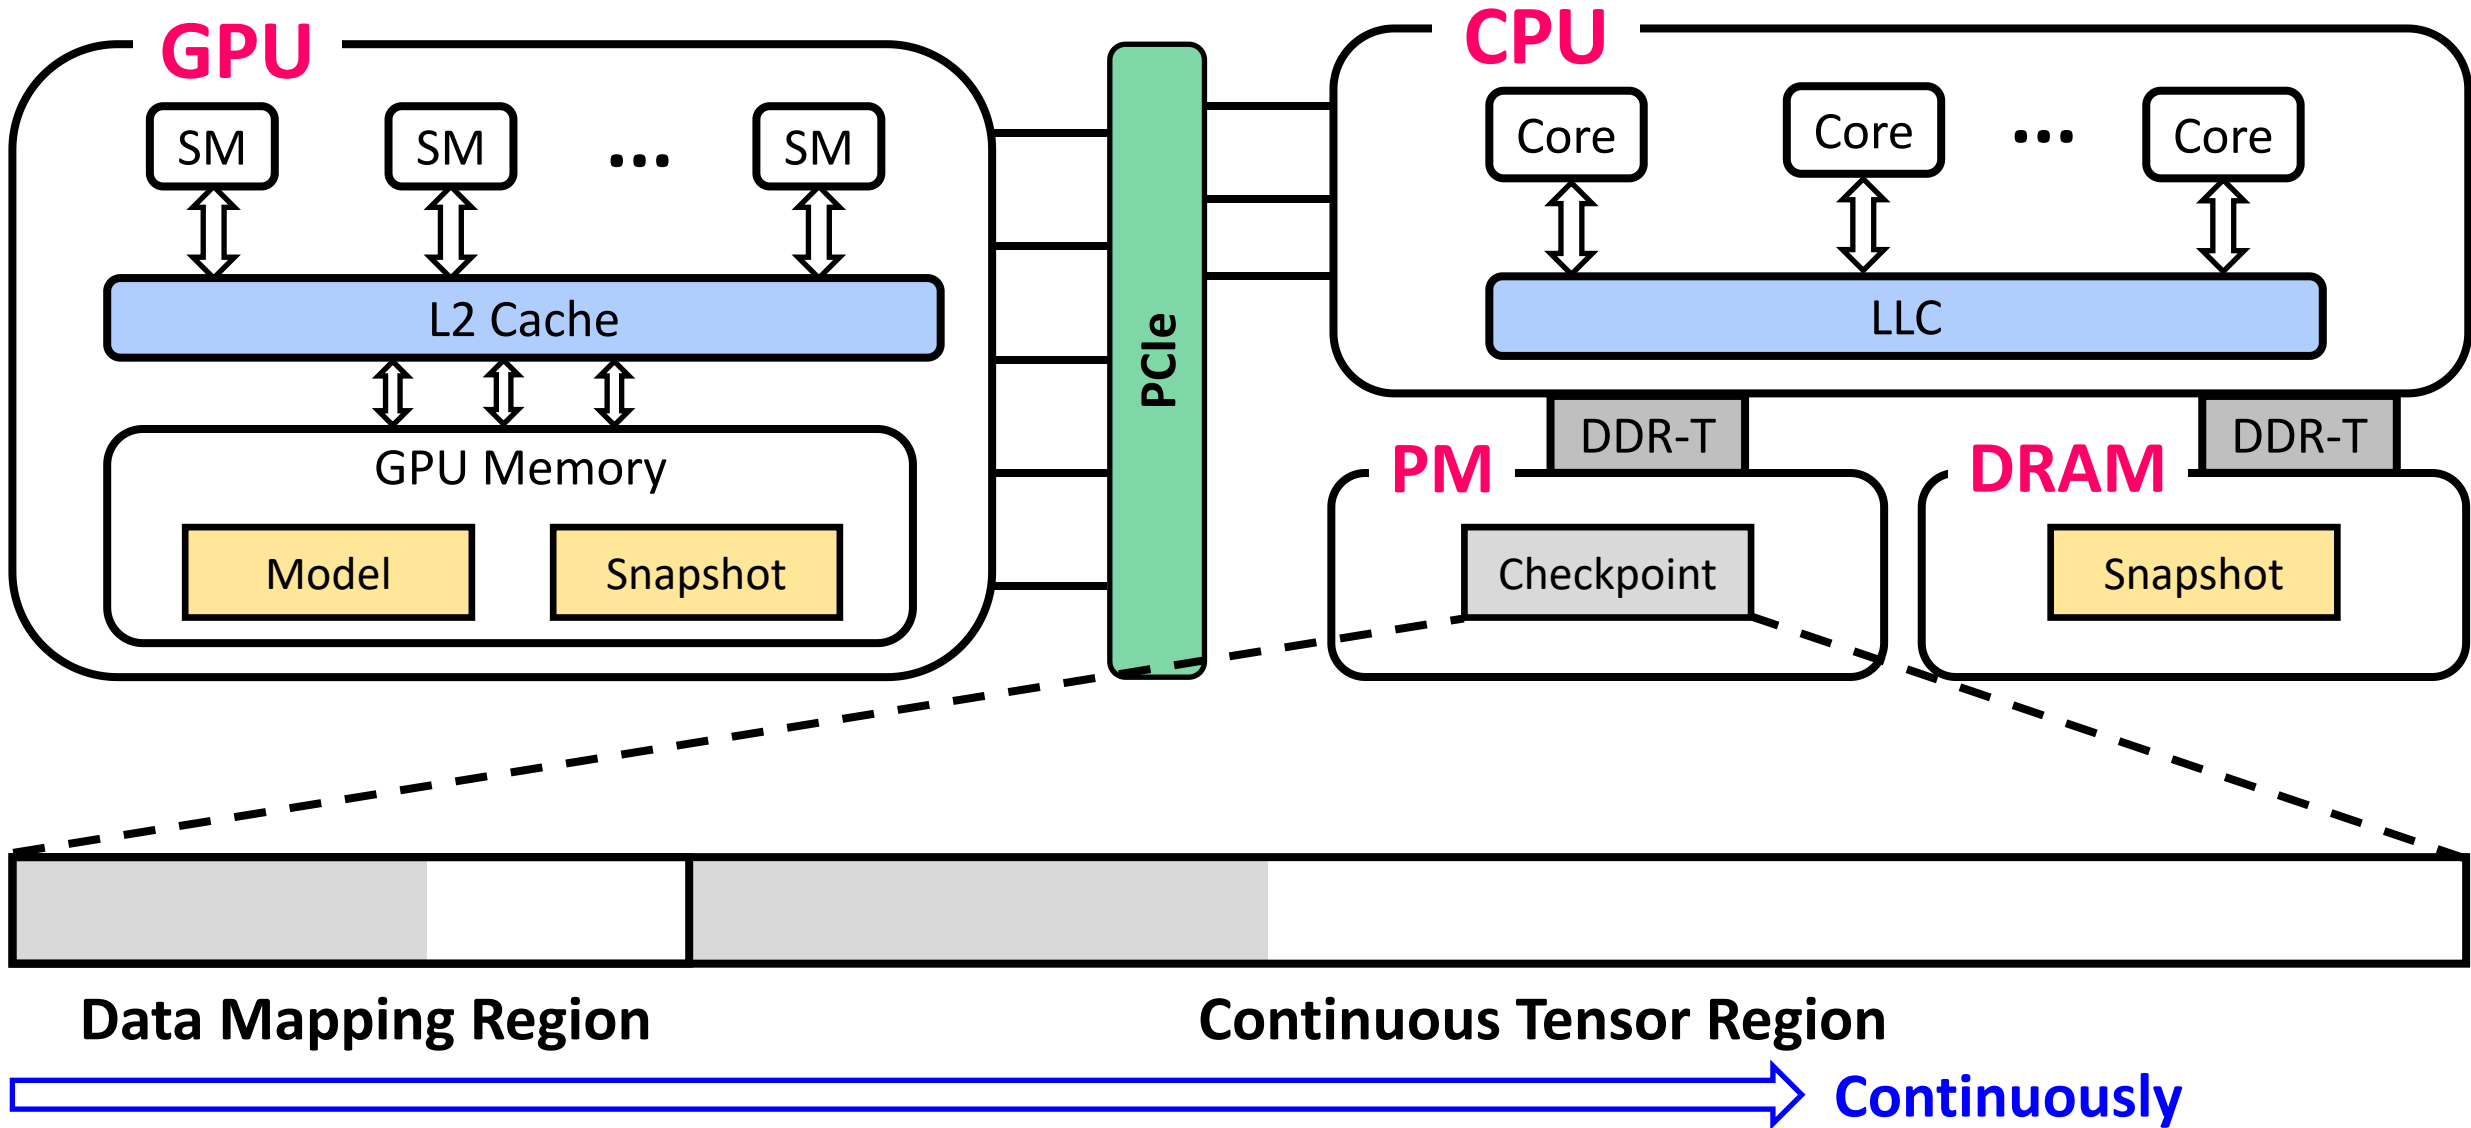 GPU
CPU
SM
SM
...
SM
Core
Core
...
Core
L2 Cache
PCIe
LLC
GPU Memory
Model
Snapshot
DDR-T
DDR-T
PM
DRAM
Checkpoint
Snapshot
Data Mapping Region
Continuous Tensor Region
Continuously